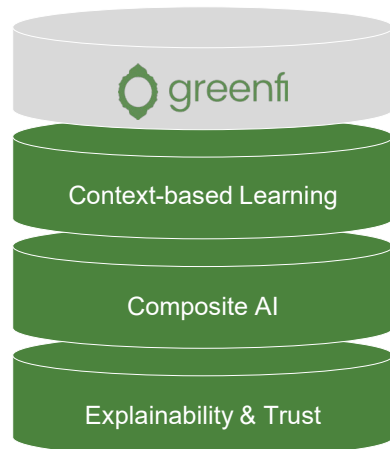 greenfi
Context-based Learning
Composite AI
Explainability & Trust